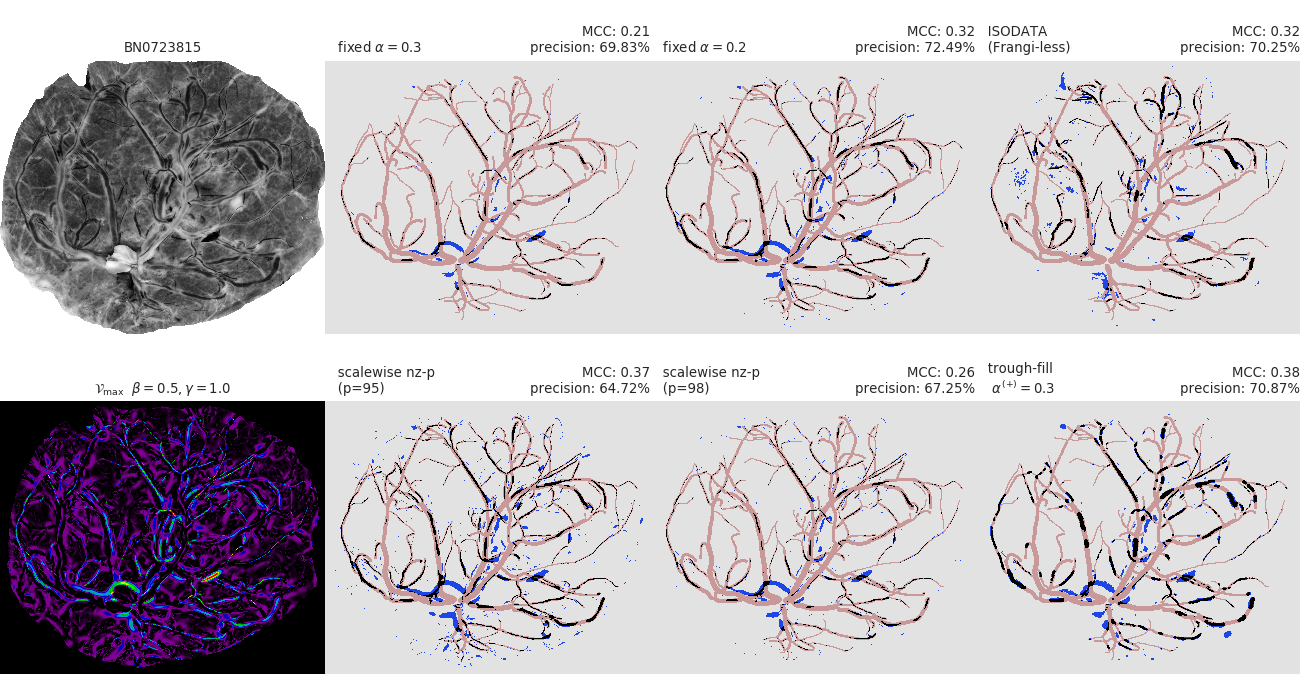 BN0723815
fixed α = 0.3
MCC: 0.21
precision: 69.83%
fixed α = 0.2
MCC: 0.32
precision: 72.49%
ISODATA
(Frangi-less)
MCC: 0.32
precision: 70.25%
𝒱max β = 0.5, γ = 1.0
scalewise nz-p
(p=95)
MCC: 0.37
precision: 64.72%
scalewise nz-p
(p=98)
MCC: 0.26
precision: 67.25%
trough-fill
α(+) = 0.3
MCC: 0.38
precision: 70.87%